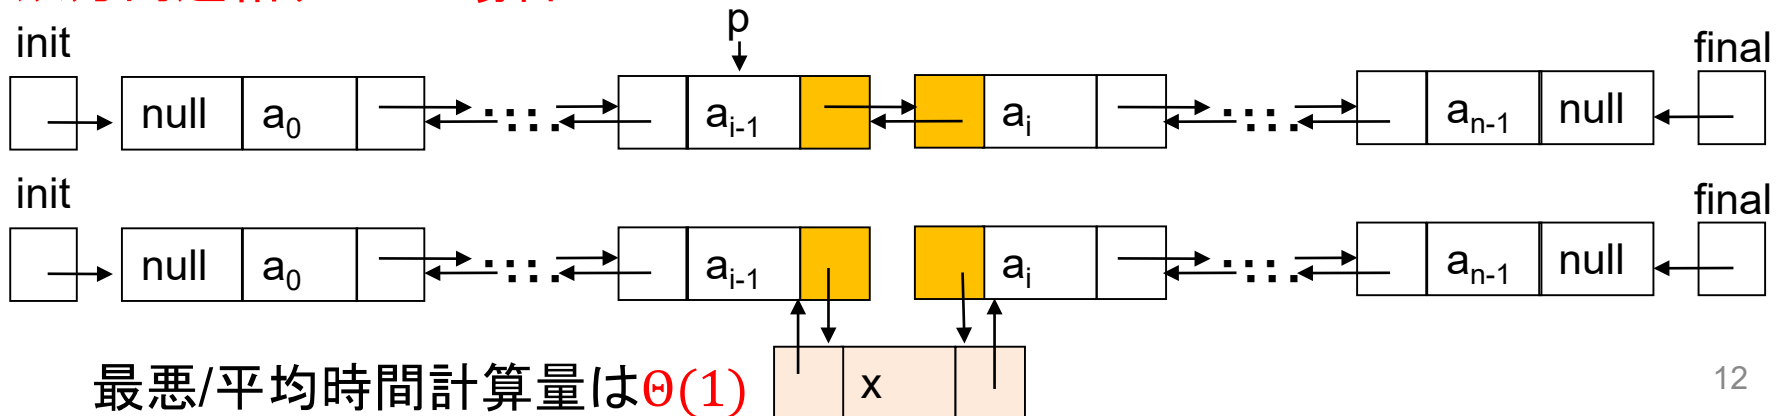 p
init final
null a0 ai-1 ai an-1 null
init final
null a0 ai-1 ai an-1 null
最悪/平均時間計算量はΘ(1) x
12